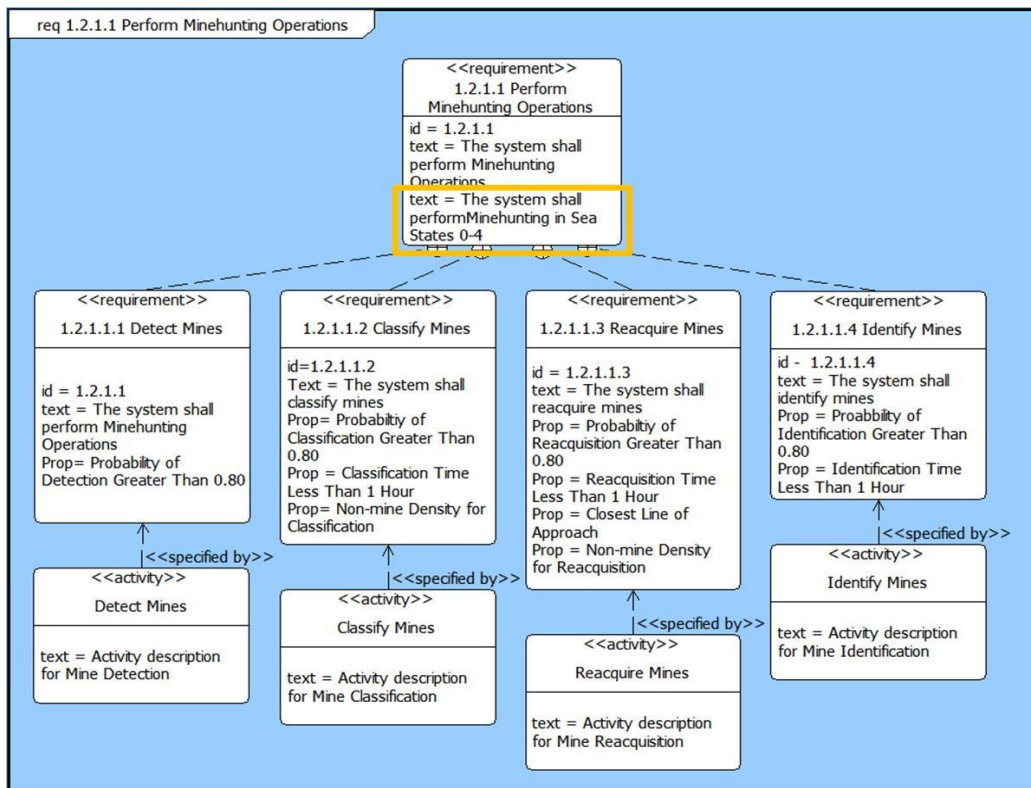 req 1.2.1.1 Perform Minehunting Operations
<<requirement>>
1.2.1.1 Perform
Minehunting Operations
id = 1.2.1.1
text = The system shall
perform Minehunting
Operations
text = The system shall
performMinehunting in Sea
States 0-4
<<requirement>>
1.2.1.1.1 Detect Mines
id = 1.2.1.1
text = The system shall
perform Minehunting
Operations
Prop= Probability of
Detection Greater Than 0.80
<<requirement>>
1.2.1.1.2 Classify Mines
id=1.2.1.1.2
Text = The system shall
classify mines
Prop= Probabiltiy of
Classification Greater Than
0.80
Prop = Classification Time
Less Than 1 Hour
Prop= Non-mine Density for
Classification
<<requirement>>
1.2.1.1.3 Reacquire Mines
id = 1.2.1.1.3
text = The system shall
reacquire mines
Prop = Probabiltiy of
Reacquisition Greater Than
0.80
Prop = Reacquisition Time
Less Than 1 Hour
Prop = Closest Line of
Approach
Prop = Non-mine Density
for Reacquisition
<<requirement>>
1.2.1.1.4 Identify Mines
id - 1.2.1.1.4
text = The system shall
identify mines
Prop = Proabbility of
Identification Greater Than
0.80
Prop = Identification Time
Less Than 1 Hour
<<specified by>>
<<specified by>>
<<specified by>>
<<specified by>>
<<activity>>
Detect Mines
text = Activity description
for Mine Detection
<<activity>>
Classify Mines
text = Activity description
for Mine Classification
<<activity>>
Reacquire Mines
text = Activity description
for Mine Reacquisition
<<activity>>
Identify Mines
text = Activity description
for Mine Identification